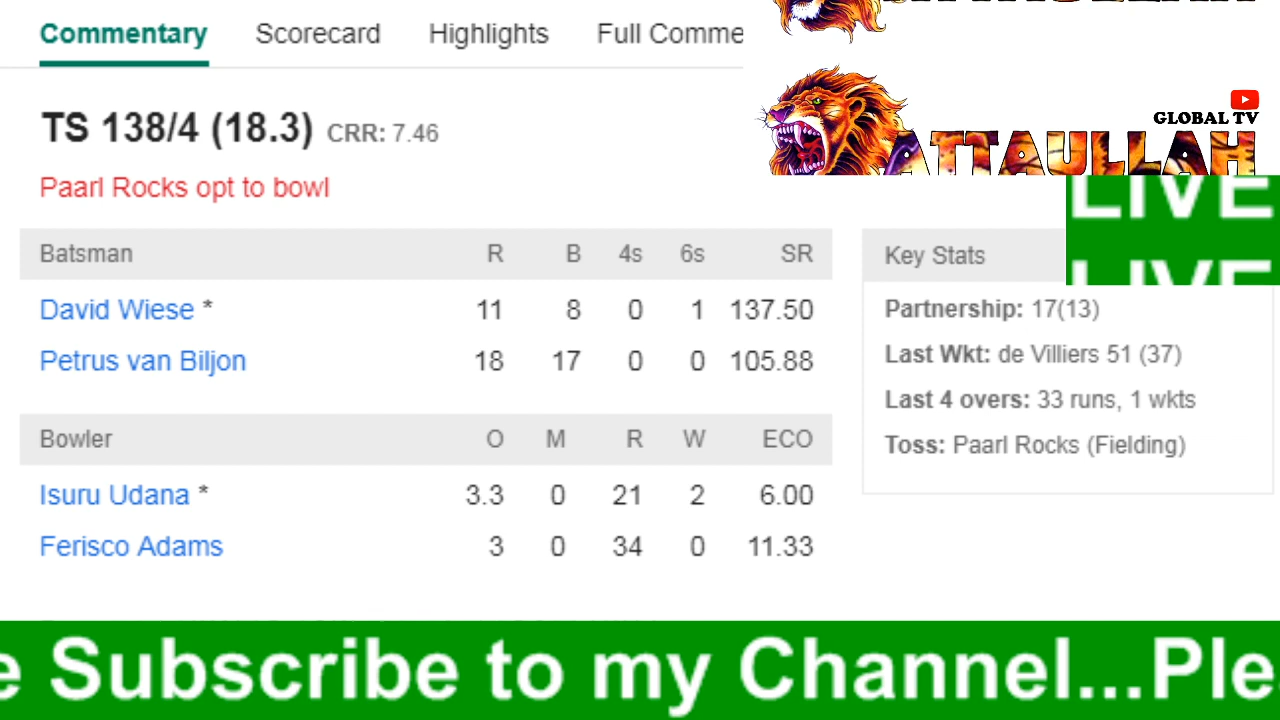 Commentary Scorecard Highlights Full Comme
TS 138/4 (18.3) CRR: 7.46
GLOBAL TV
ATTAULLAH
Paarl Rocks opt to bowl
LIVE
LIVE
Batsman R B 4s 6s SR
David Wiese * 11 8 0 1 137.50
Petrus van Biljon 18 17 0 0 105.88
Key Stats
Partnership: 17(13)
Last Wkt: de Villiers 51 (37)
Last 4 overs: 33 runs, 1 wkts
Toss: Paarl Rocks (Fielding)
Bowler O M R W ECO
Isuru Udana * 3.3 0 21 2 6.00
Ferisco Adams 3 0 34 0 11.33
e Subscribe to my Channel...Ple